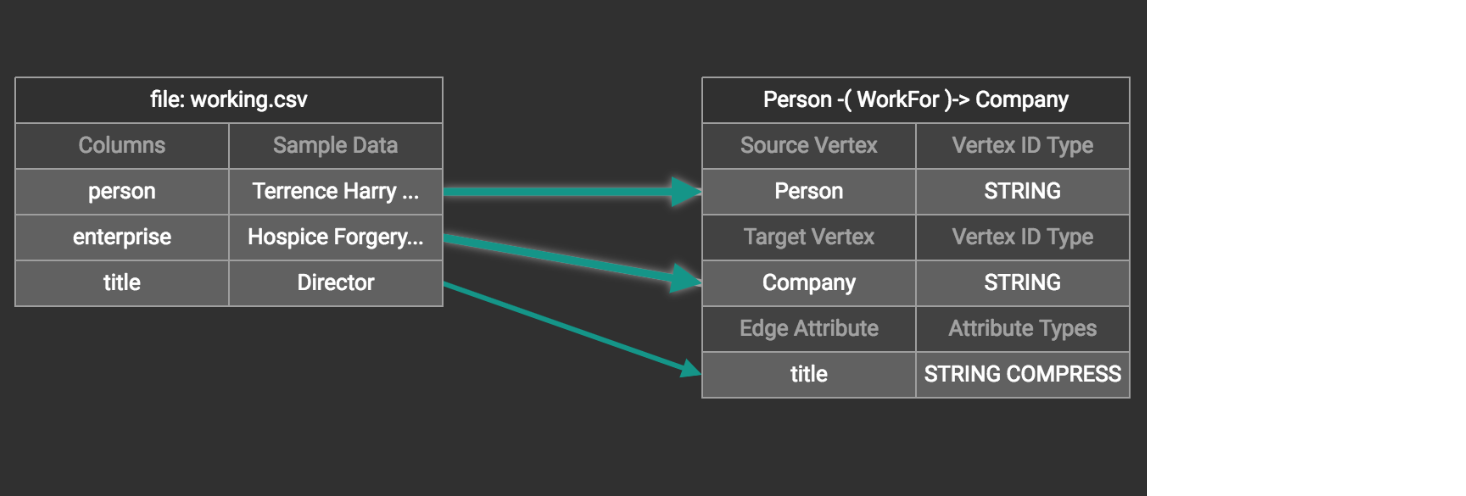 file: working.csv
Columns Sample Data
person Terrence Harry ...
enterprise Hospice Forgery...
title Director
Person -( WorkFor )-> Company
Source Vertex Vertex ID Type
Person STRING
Target Vertex Vertex ID Type
Company STRING
Edge Attribute Attribute Types
title STRING COMPRESS